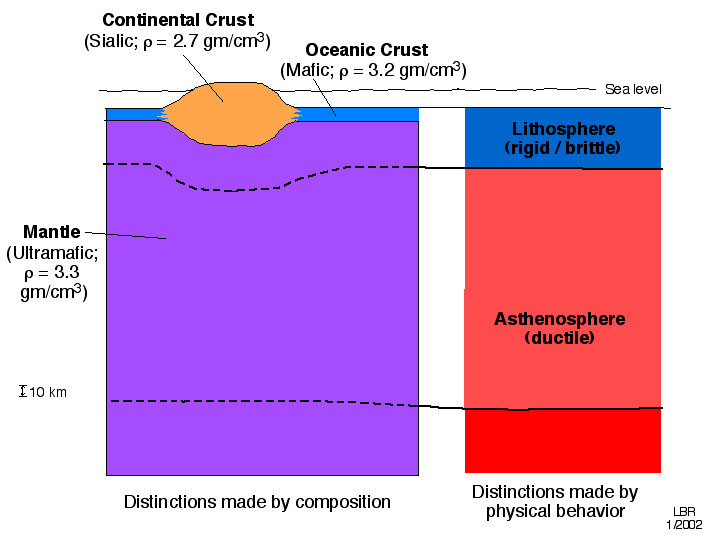 Continental Crust
(Sialic; ρ = 2.7 gm/cm3)
Oceanic Crust
(Mafic; ρ = 3.2 gm/cm3)
Sea level
Lithosphere
(rigid / brittle)
Mantle
(Ultramafic;
ρ = 3.3
gm/cm3)
Asthenosphere
(ductile)
10 km
Distinctions made by composition
Distinctions made by
physical behavior
LBR
1/2002